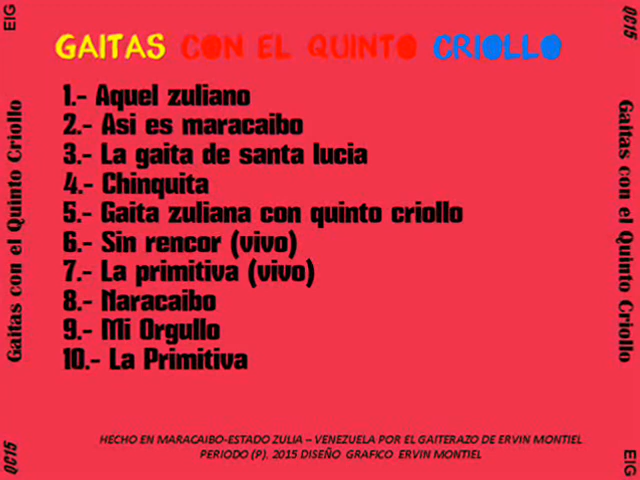 GAITAS CON EL QUINTO CRIOLLO
1.- Aquel zuliano
2.- Asi es maracaibo
3.- La gaita de santa lucia
4.- Chinquita
5.- Gaita zuliana con quinto criollo
6.- Sin rencor (vivo)
7.- La primitiva (vivo)
8.- Maracaibo
9.- Mi Orgullo
10.- La Primitiva
HECHO EN MARACAIBO-ESTADO ZULIA – VENEZUELA POR EL GAITERAZO DE ERVIN MONTIEL
PERIODO (P). 2015 DISEÑO GRAFICO ERVIN MONTIEL
EIG
Gaitas con el Quinto Criollo
QC15
QC15
Gaitas con el Quinto Criollo
EIG